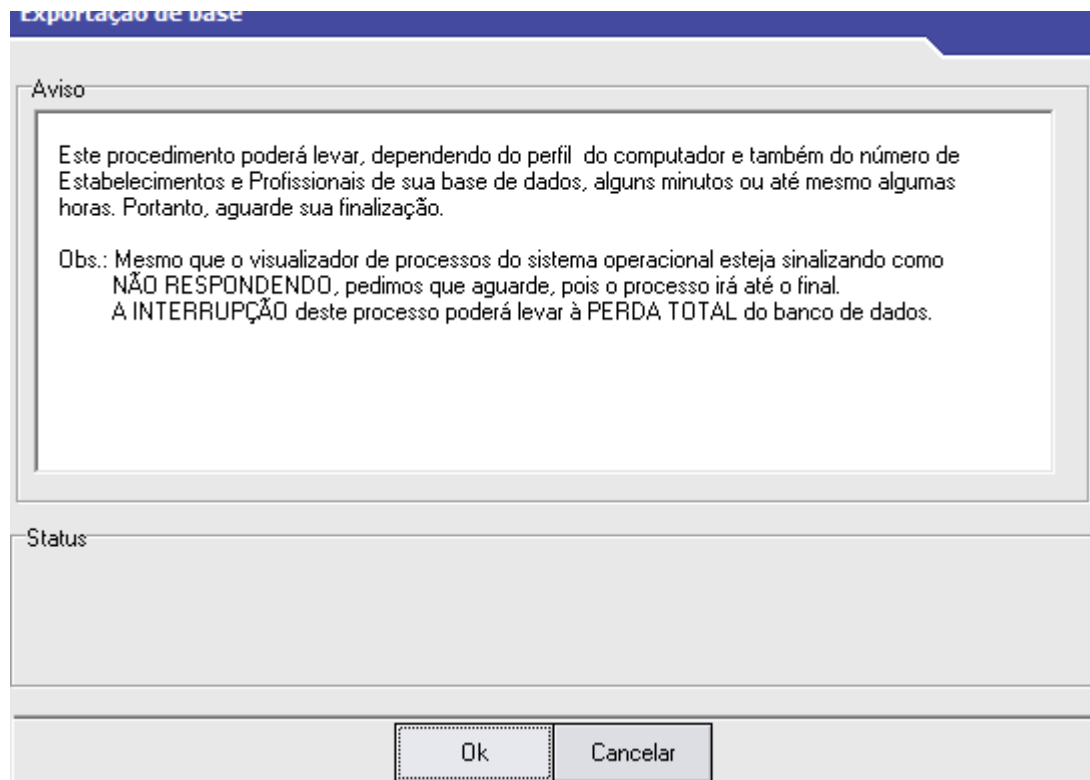 Exportação de base
Aviso
Este procedimento poderá levar, dependendo do perfil do computador e também do número de
Estabelecimentos e Profissionais de sua base de dados, alguns minutos ou até mesmo algumas
horas. Portanto, aguarde sua finalização.
Obs.: Mesmo que o visualizador de processos do sistema operacional esteja sinalizando como
NÃO RESPONDENDO, pedimos que aguarde, pois o processo irá até o final.
A INTERRUPÇÃO deste processo poderá levar à PERDA TOTAL do banco de dados.
Status
Ok Cancelar